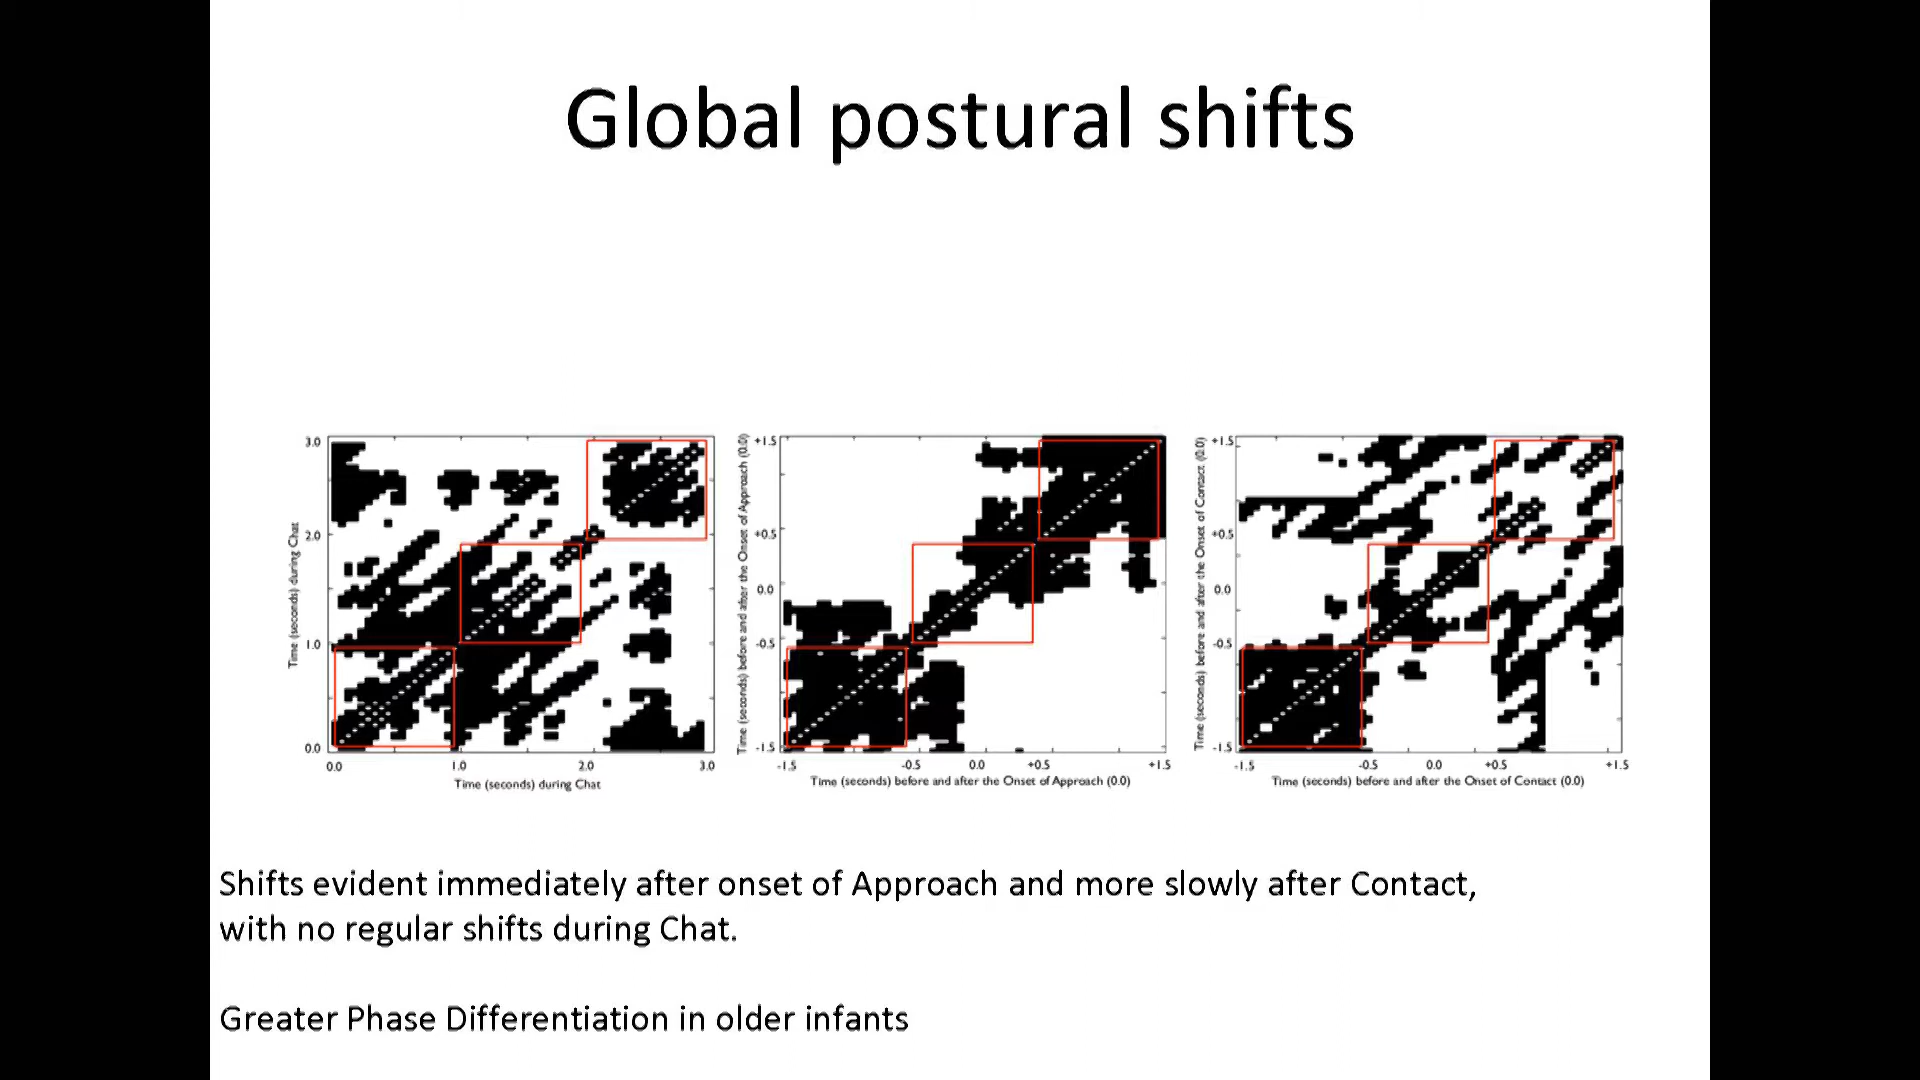 Global postural shifts
3.0
2.0
1.0
0.0
Time (seconds) during Chat
0.0 1.0 2.0 3.0
Time (seconds) during Chat
+1.5
+0.5
0.0
-0.5
-1.5
Time (seconds) before and after the Onset of Approach (0.0)
-1.5 -0.5 0.0 +0.5 +1.5
Time (seconds) before and after the Onset of Approach (0.0)
+1.5
+0.5
0.0
-0.5
-1.5
Time (seconds) before and after the Onset of Contact (0.0)
-1.5 -0.5 0.0 +0.5 +1.5
Time (seconds) before and after the Onset of Contact (0.0)
Shifts evident immediately after onset of Approach and more slowly after Contact,
with no regular shifts during Chat.
Greater Phase Differentiation in older infants